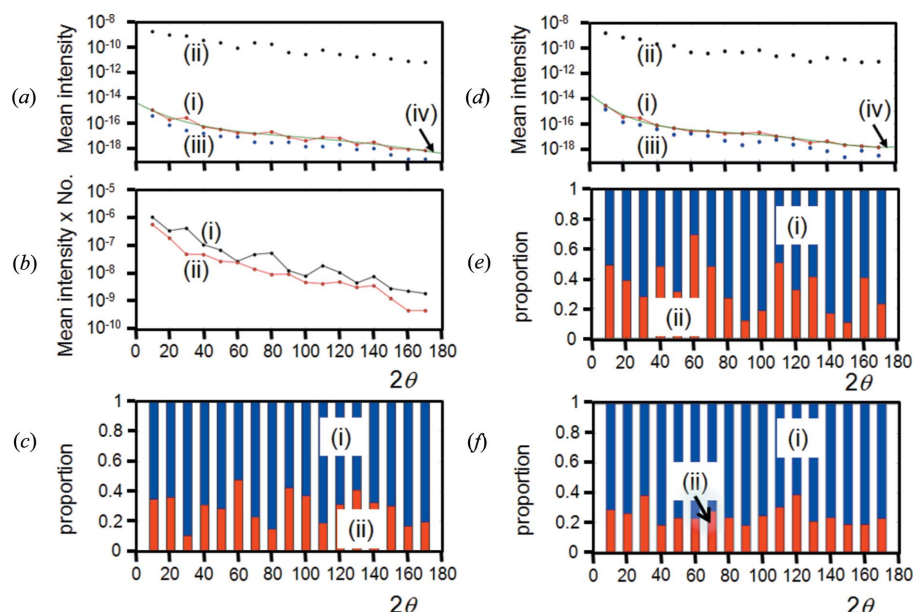 (a)
Mean intensity
10-8
10-10
10-12
10-14
10-16
10-18
(ii)
(i)
(iii)
(iv)
(b)
Mean intensity x No.
10-5
10-6
10-7
10-8
10-9
10-10
(i)
(ii)
0 20 40 60 80 100 120 140 160 180
2θ
(c)
proportion
1
0.8
0.6
0.4
0.2
0
(i)
(ii)
0 20 40 60 80 100 120 140 160 180
2θ
(d)
Mean intensity
10-8
10-10
10-12
10-14
10-16
10-18
(ii)
(i)
(iii)
(iv)
(e)
proportion
1
0.8
0.6
0.4
0.2
0
(i)
(ii)
0 20 40 60 80 100 120 140 160 180
2θ
(f)
proportion
1
0.8
0.6
0.4
0.2
0
(i)
(ii)
0 20 40 60 80 100 120 140 160 180
2θ